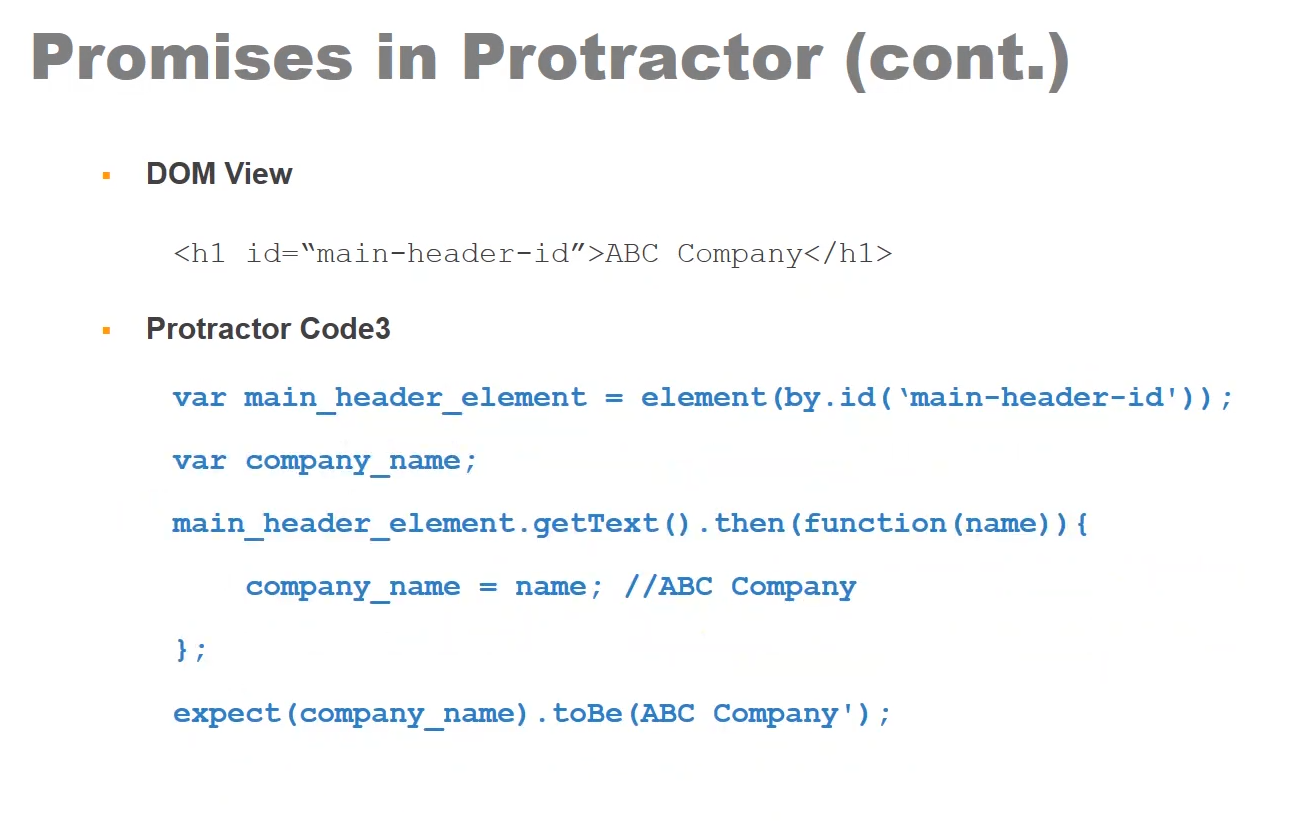 Promises in Protractor (cont.)
DOM View
<h1 id=“main-header-id”>ABC Company</h1>
Protractor Code3
var main_header_element = element(by.id(‘main-header-id'));
var company_name;
main_header_element.getText().then(function(name)){
company_name = name; //ABC Company
};
expect(company_name).toBe(ABC Company');